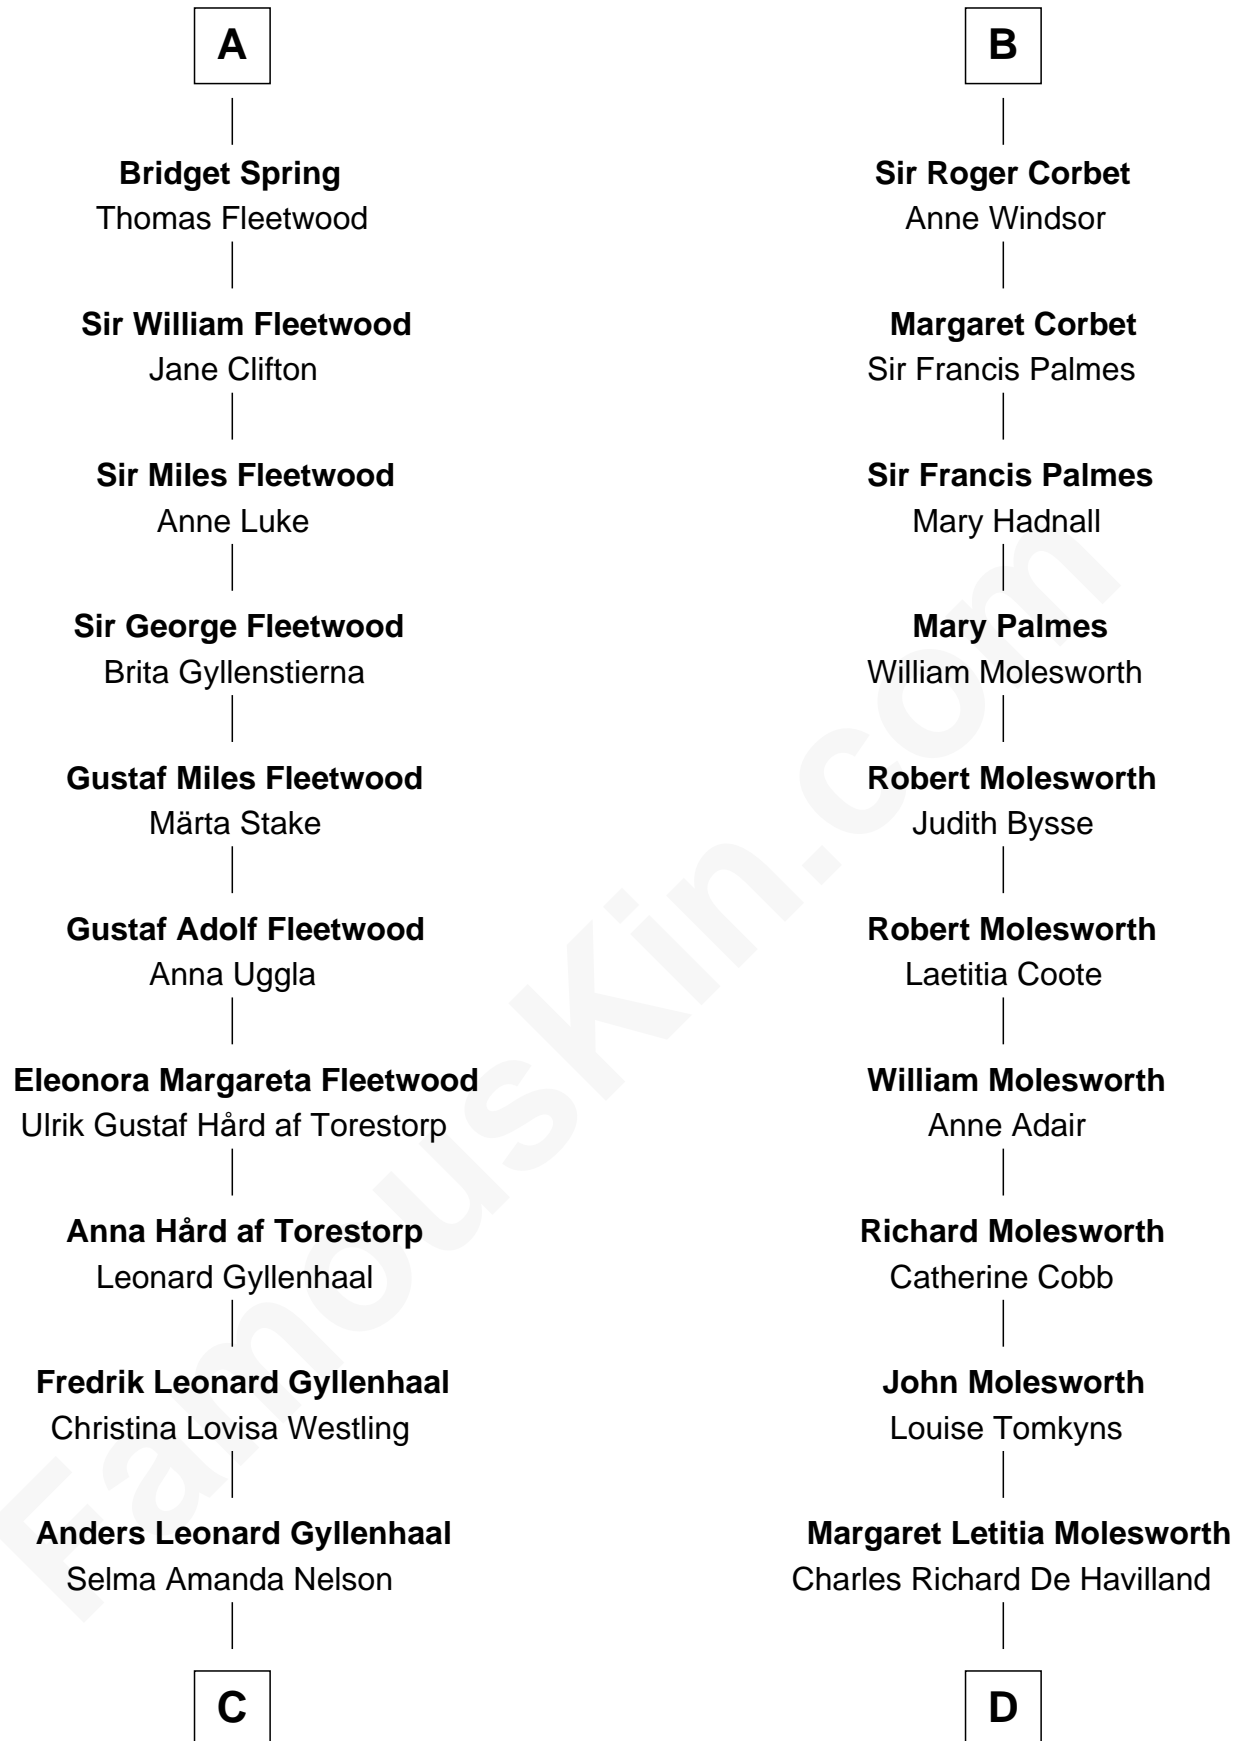 A
Bridget Spring
Thomas Fleetwood
Sir William Fleetwood
Jane Clifton
Sir Miles Fleetwood
Anne Luke
Sir George Fleetwood
Brita Gyllenstierna
Gustaf Miles Fleetwood
Märta Stake
Gustaf Adolf Fleetwood
Anna Uggla
Eleonora Margareta Fleetwood
Ulrik Gustaf Hård af Torestorp
Anna Hård af Torestorp
Leonard Gyllenhaal
Fredrik Leonard Gyllenhaal
Christina Lovisa Westling
Anders Leonard Gyllenhaal
Selma Amanda Nelson
C
B
Sir Roger Corbet
Anne Windsor
Margaret Corbet
Sir Francis Palmes
Sir Francis Palmes
Mary Hadnall
Mary Palmes
William Molesworth
Robert Molesworth
Judith Bysse
Robert Molesworth
Laetitia Coote
William Molesworth
Anne Adair
Richard Molesworth
Catherine Cobb
John Molesworth
Louise Tomkyns
Margaret Letitia Molesworth
Charles Richard De Havilland
D
FamousKin.com